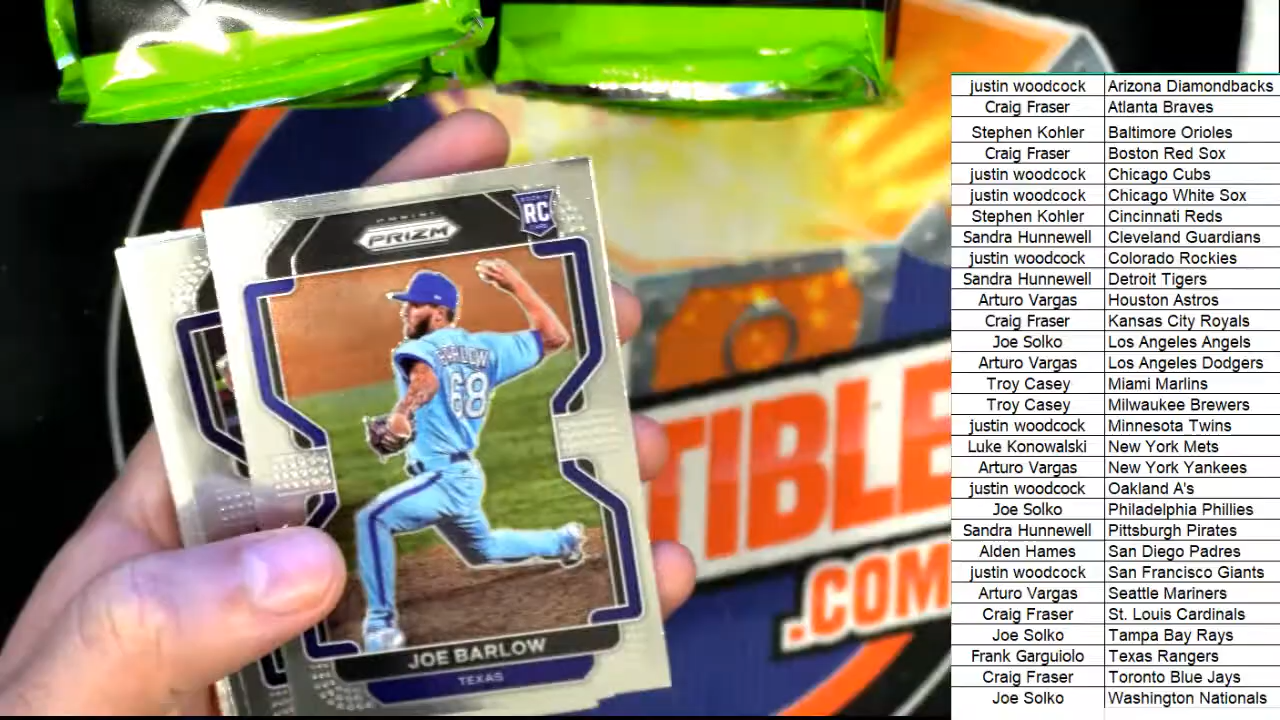 PANINI
PRIZM
ROOKIE
RC
CARD
BARLOW
68
JOE BARLOW
TEXAS
TIBLE
.COM
justin woodcock Arizona Diamondbacks
Craig Fraser Atlanta Braves
Stephen Kohler Baltimore Orioles
Craig Fraser Boston Red Sox
justin woodcock Chicago Cubs
justin woodcock Chicago White Sox
Stephen Kohler Cincinnati Reds
Sandra Hunnewell Cleveland Guardians
justin woodcock Colorado Rockies
Sandra Hunnewell Detroit Tigers
Arturo Vargas Houston Astros
Craig Fraser Kansas City Royals
Joe Solko Los Angeles Angels
Arturo Vargas Los Angeles Dodgers
Troy Casey Miami Marlins
Troy Casey Milwaukee Brewers
justin woodcock Minnesota Twins
Luke Konowalski New York Mets
Arturo Vargas New York Yankees
justin woodcock Oakland A's
Joe Solko Philadelphia Phillies
Sandra Hunnewell Pittsburgh Pirates
Alden Hames San Diego Padres
justin woodcock San Francisco Giants
Arturo Vargas Seattle Mariners
Craig Fraser St. Louis Cardinals
Joe Solko Tampa Bay Rays
Frank Garguiolo Texas Rangers
Craig Fraser Toronto Blue Jays
Joe Solko Washington Nationals